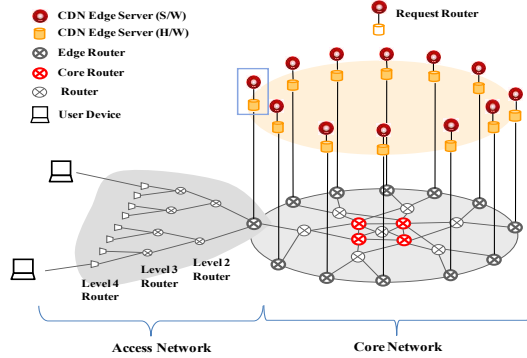 CDN Edge Server (S/W)
CDN Edge Server (H/W)
Edge Router
Core Router
Router
User Device
Request Router
Level 4
Router
Level 3
Router
Level 2
Router
Access Network
Core Network